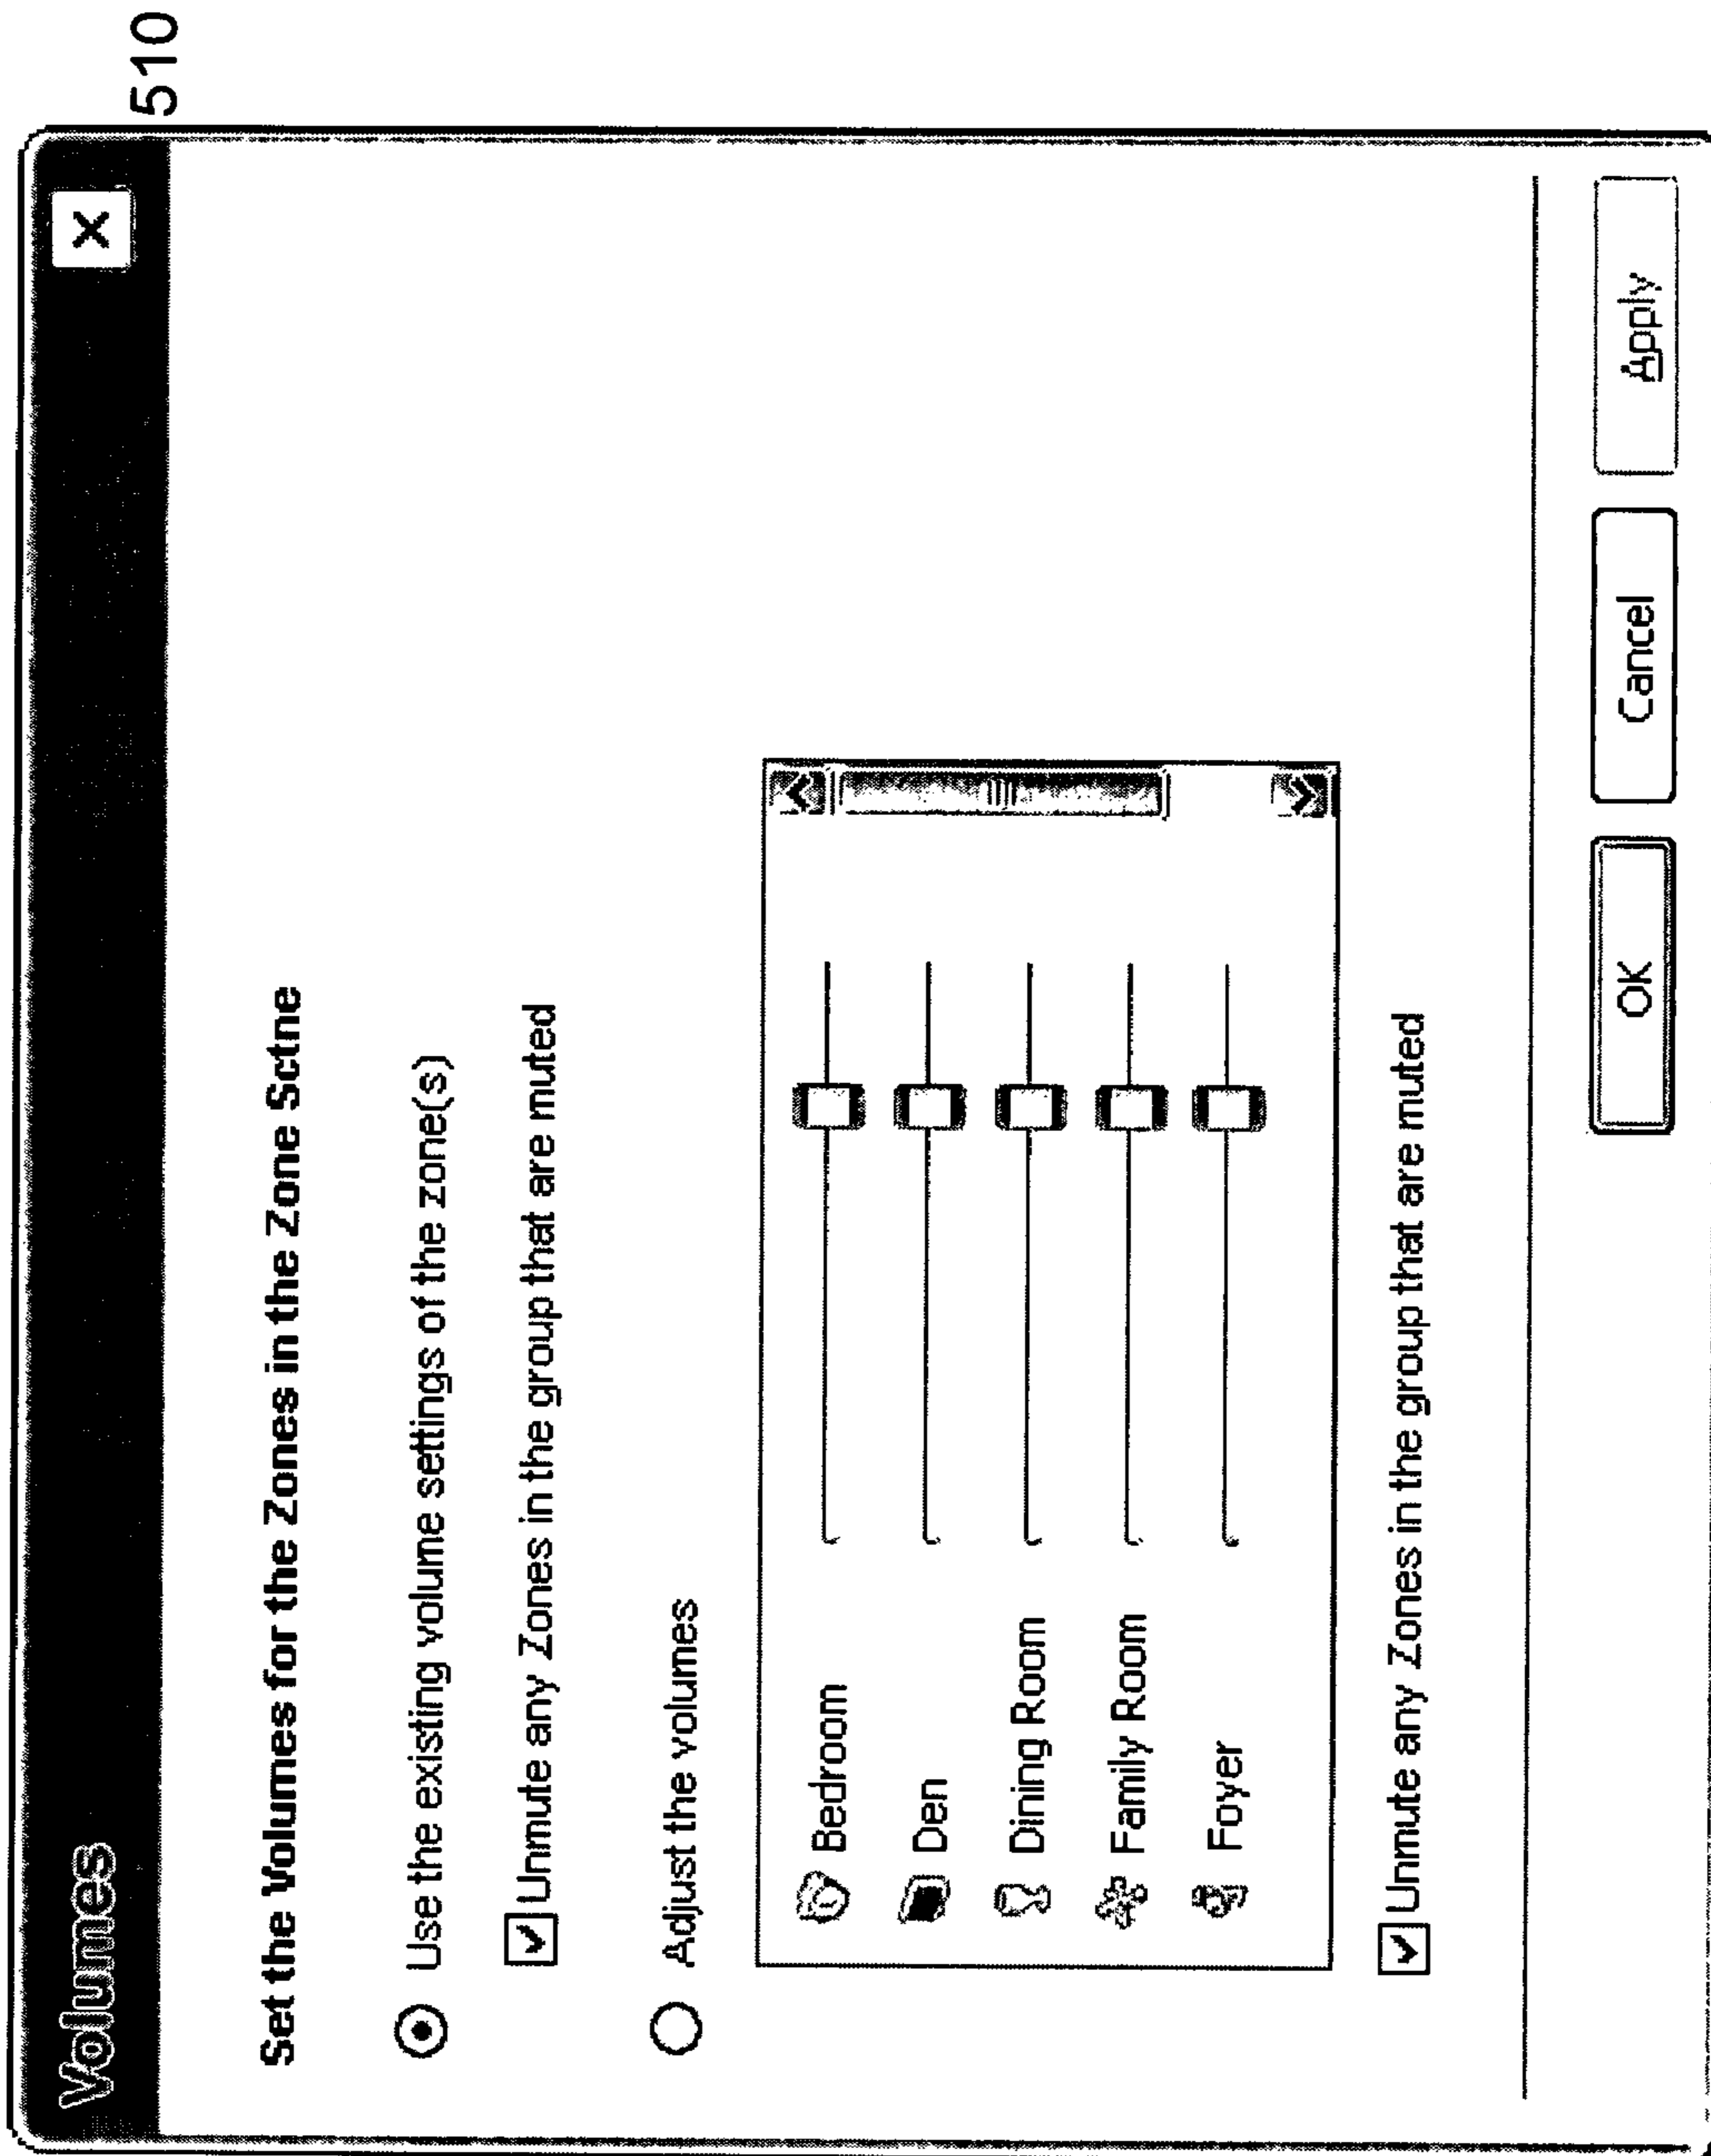 510
Volumes
X
Set the Volumes for the Zones in the Zone Sctne
Use the existing volume settings of the zone(s)
Unmute any Zones in the group that are muted
Adjust the volumes
Bedroom
Den
Dining Room
Family Room
Foyer
Unmute any Zones in the group that are muted
OK
Cancel
Apply